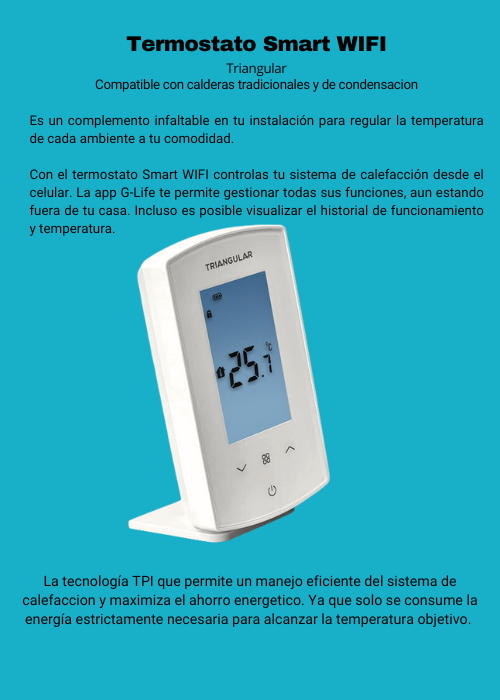 Termostato Smart WIFI
Triangular
Compatible con calderas tradicionales y de condensacion
Es un complemento infaltable en tu instalación para regular la temperatura
de cada ambiente a tu comodidad.
Con el termostato Smart WIFI controlas tu sistema de calefacción desde el
celular. La app G-Life te permite gestionar todas sus funciones, aun estando
fuera de tu casa. Incluso es posible visualizar el historial de funcionamiento
y temperatura.
TRIANGULAR
°C
25.7
La tecnología TPI que permite un manejo eficiente del sistema de
calefaccion y maximiza el ahorro energetico. Ya que solo se consume la
energía estrictamente necesaria para alcanzar la temperatura objetivo.